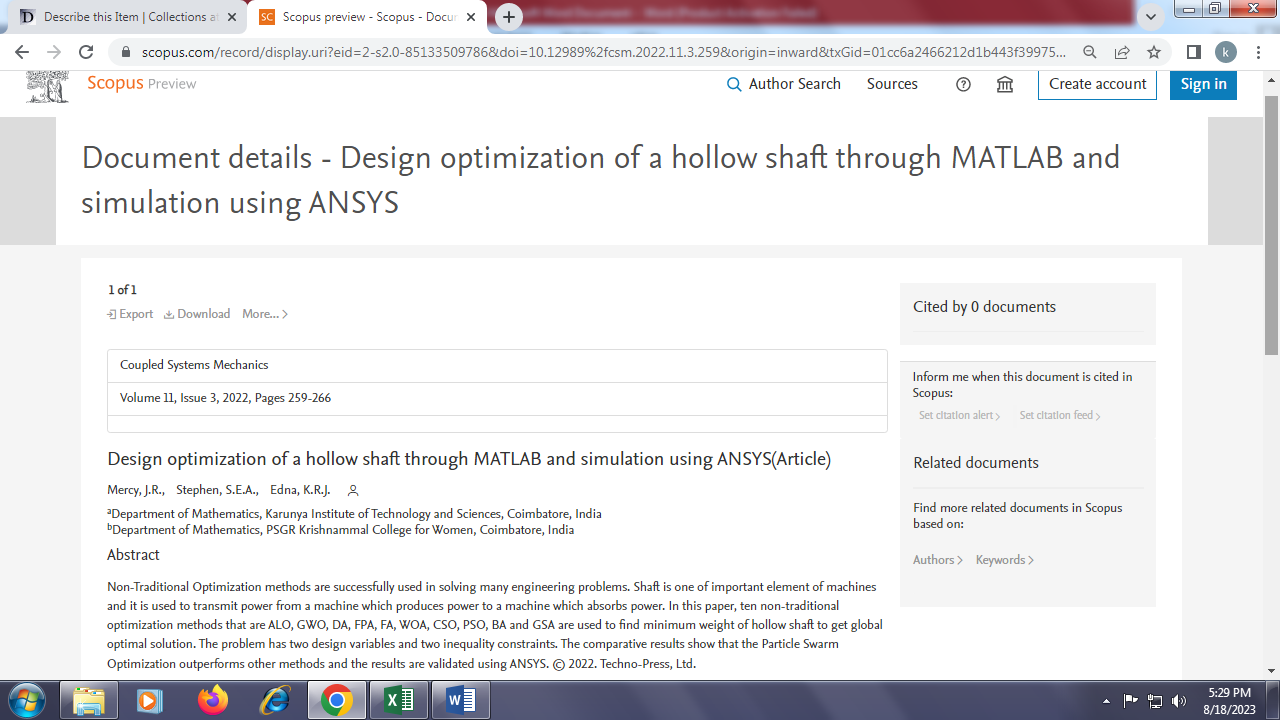 Describe this Item | Collections at
Scopus preview - Scopus - Docu
scopus.com/record/display.uri?eid=2-s2.0-85133509786&doi=10.12989%2fcsm.2022.11.3.259&origin=inward&txGid=01cc6a2466212d1b443f39975...
k
Scopus Preview
Author Search
Sources
Create account
Sign in
Document details - Design optimization of a hollow shaft through MATLAB and
simulation using ANSYS
1 of 1
Export
Download
More...
Coupled Systems Mechanics
Volume 11, Issue 3, 2022, Pages 259-266
Design optimization of a hollow shaft through MATLAB and simulation using ANSYS(Article)
Mercy, J.R., Stephen, S.E.A., Edna, K.R.J.
aDepartment of Mathematics, Karunya Institute of Technology and Sciences, Coimbatore, India
bDepartment of Mathematics, PSGR Krishnammal College for Women, Coimbatore, India
Abstract
Non-Traditional Optimization methods are successfully used in solving many engineering problems. Shaft is one of important element of machines
and it is used to transmit power from a machine which produces power to a machine which absorbs power. In this paper, ten non-traditional
optimization methods that are ALO, GWO, DA, FPA, FA, WOA, CSO, PSO, BA and GSA are used to find minimum weight of hollow shaft to get global
optimal solution. The problem has two design variables and two inequality constraints. The comparative results show that the Particle Swarm
Optimization outperforms other methods and the results are validated using ANSYS. © 2022. Techno-Press, Ltd.
Cited by 0 documents
Inform me when this document is cited in
Scopus:
Set citation alert
Set citation feed
Related documents
Find more related documents in Scopus
based on:
Authors
Keywords
5:29 PM
8/18/2023